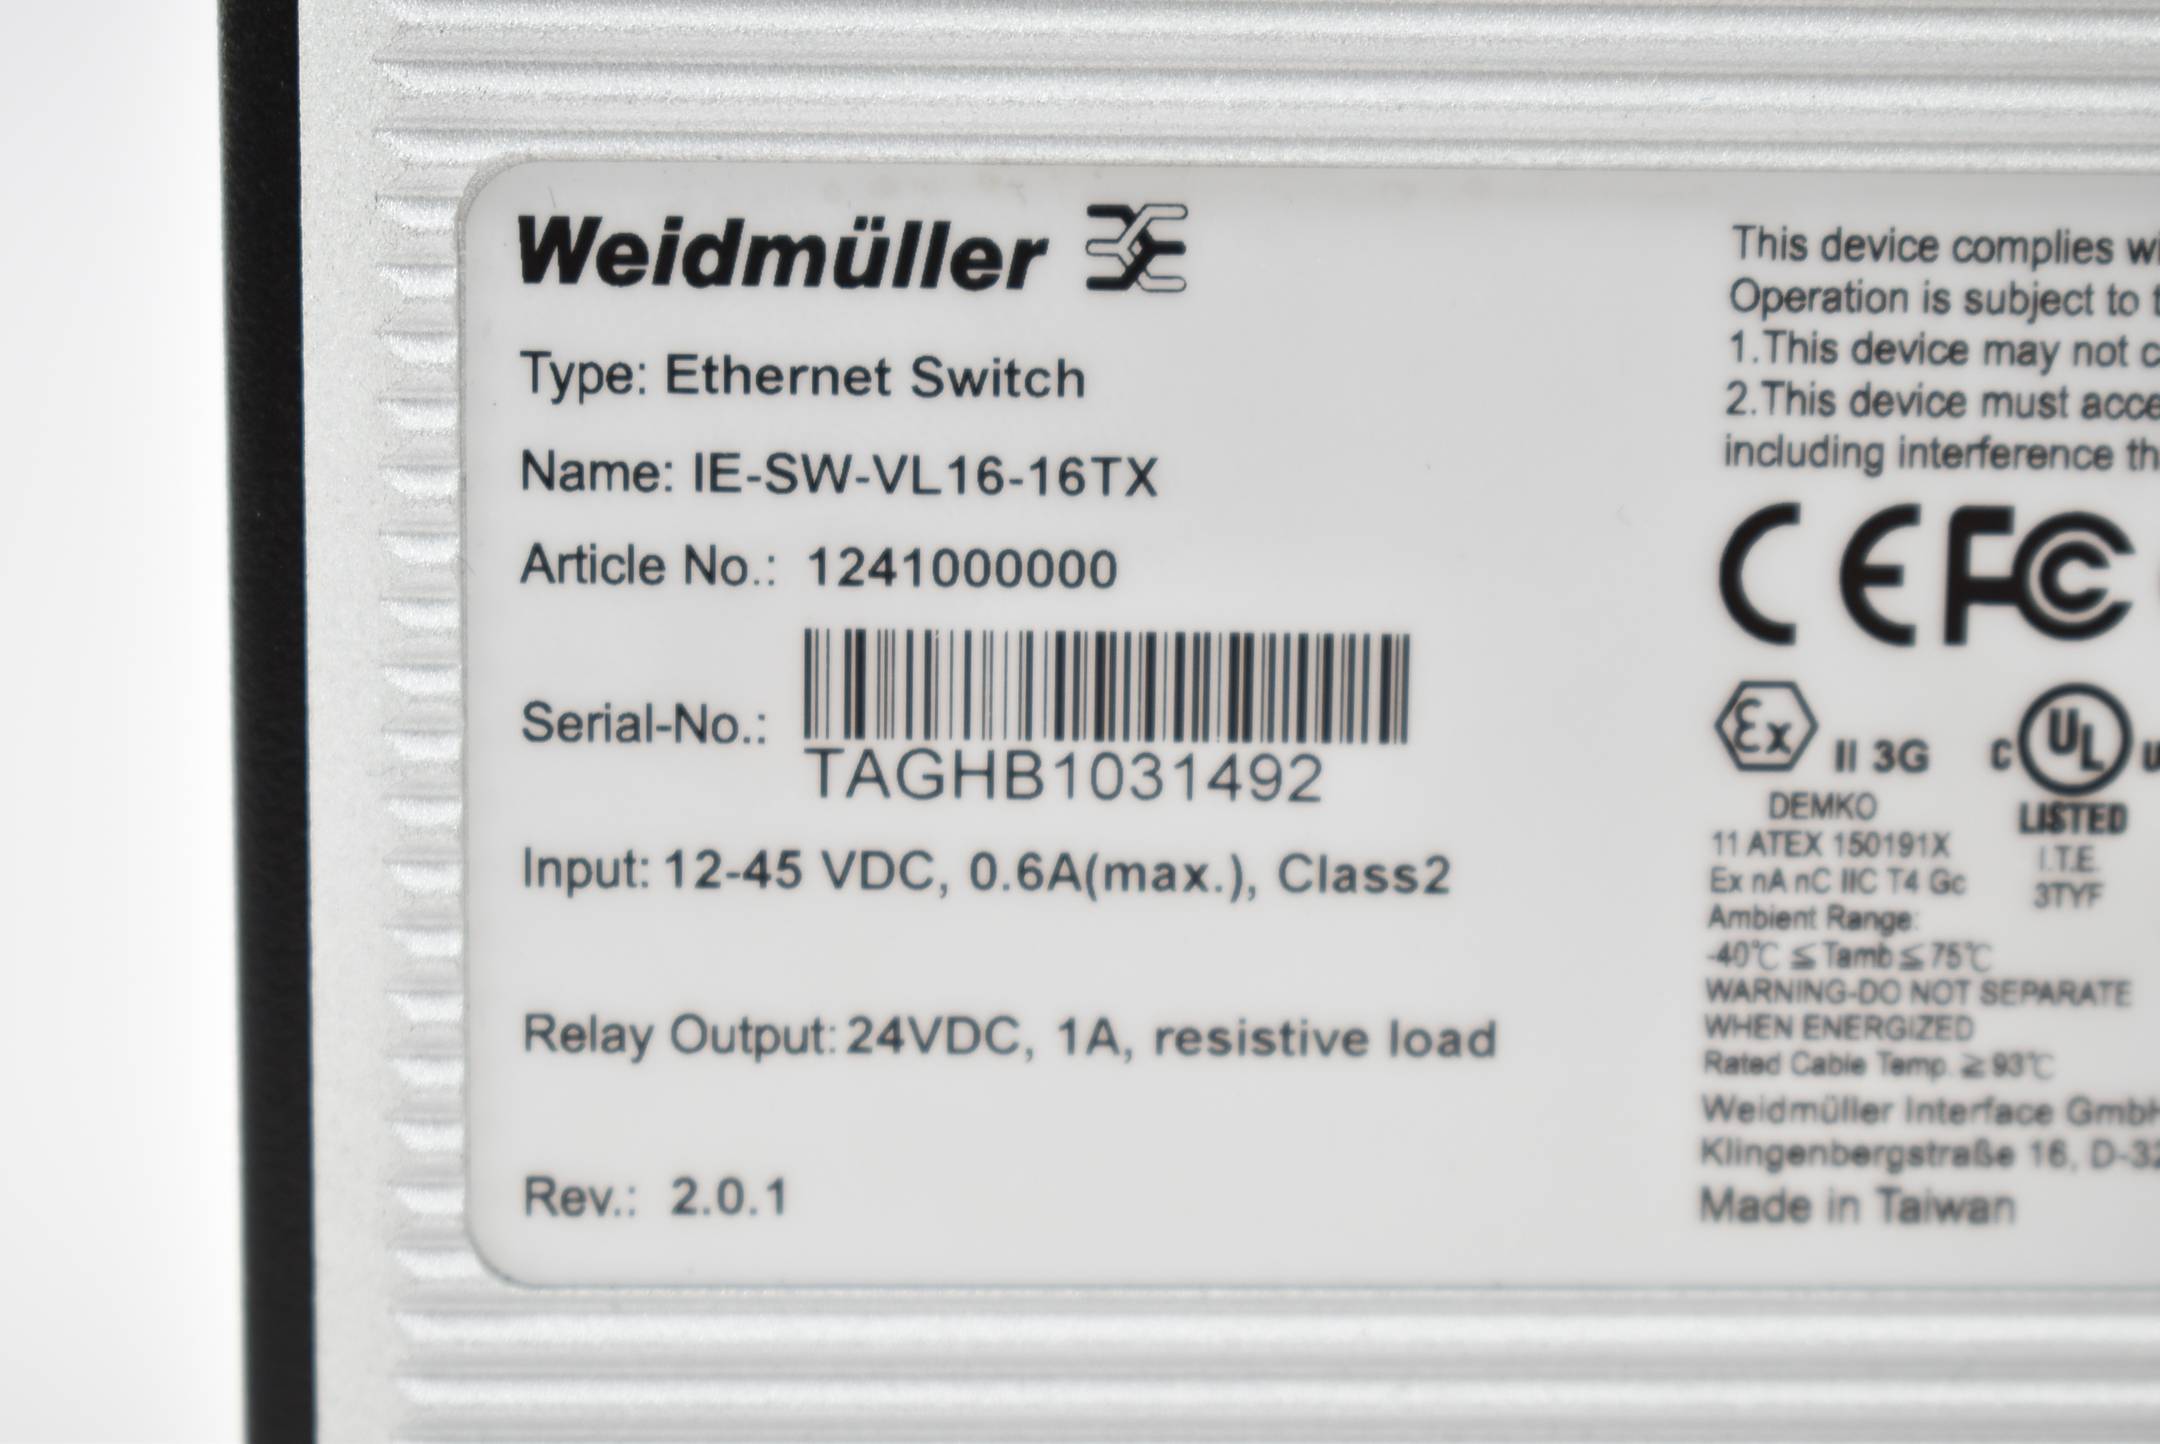 Weidmüller
Type: Ethernet Switch
Name: IE-SW-VL16-16TX
Article No.: 1241000000
Serial-No.:
TAGHB1031492
Input: 12-45 VDC, 0.6A(max.), Class2
Relay Output: 24VDC, 1A, resistive load
Rev.: 2.0.1
This device complies
Operation is subject to
1.This device may not
2.This device must
including interference
CE FC
Ex II 3G
DEMKO
11 ATEX 150191X
Ex nA nC IIC T4 Gc
Ambient Range:
-40℃ ≦ Tamb ≦ 75℃
WARNING-DO NOT SEPARATE
WHEN ENERGIZED
Rated Cable Temp. ≧ 93℃
C UL
LISTED
I.T.E.
3TYF
Weidmüller Interface
Klingenbergstraße 16,
Made in Taiwan